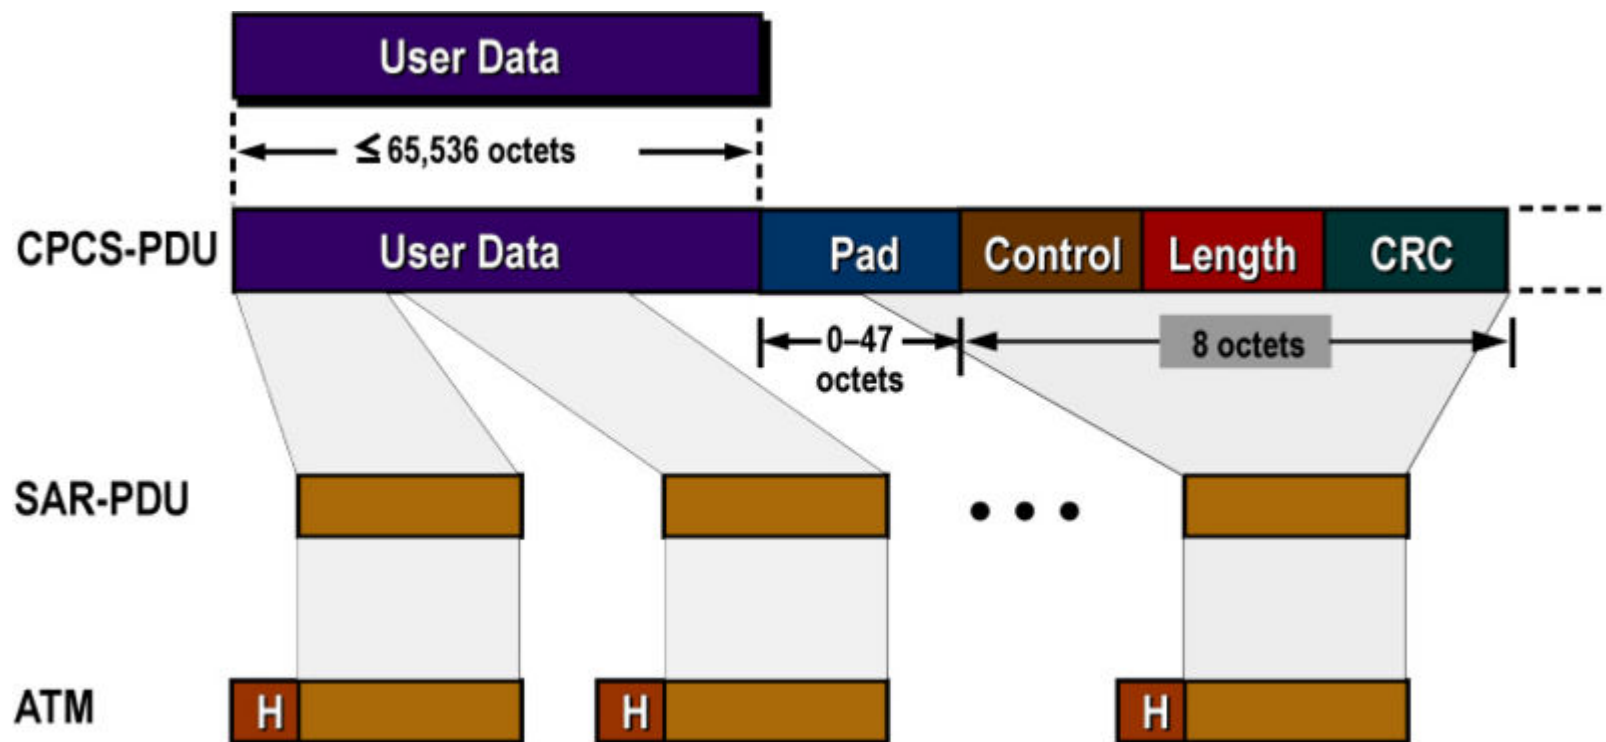 User Data
≤ 65,536 octets
CPCS-PDU User Data Pad Control Length CRC
0–47
octets
8 octets
SAR-PDU
ATM H H H